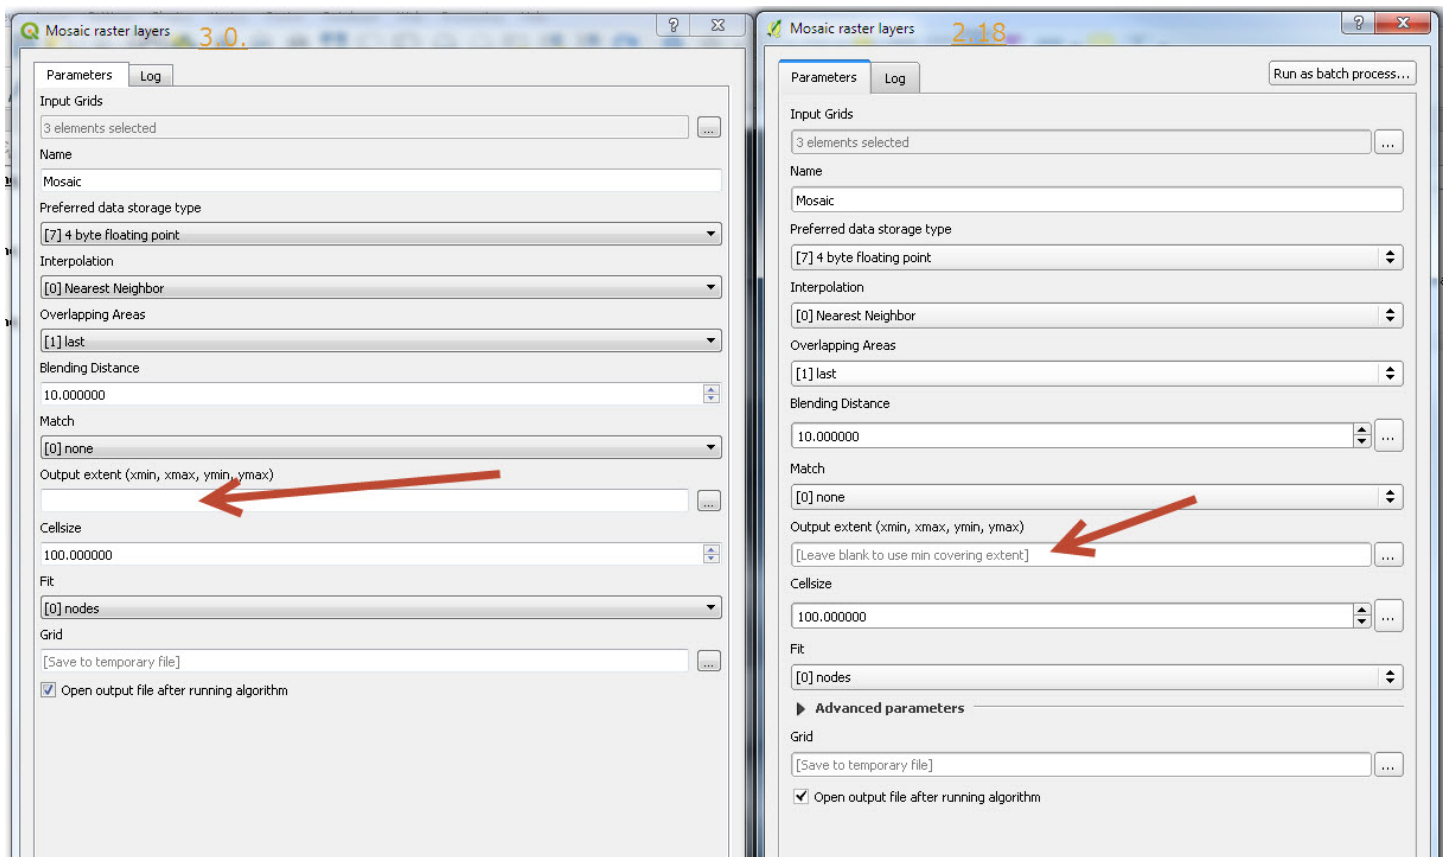 Mosaic raster layers
3.0.
Parameters
Log
Input Grids
3 elements selected
...
Name
Mosaic
Preferred data storage type
[7] 4 byte floating point
Interpolation
[0] Nearest Neighbor
Overlapping Areas
[1] last
Blending Distance
10.000000
Match
[0] none
Output extent (xmin, xmax, ymin, ymax)
...
Cellsize
100.000000
Fit
[0] nodes
Grid
[Save to temporary file]
...
Open output file after running algorithm
Mosaic raster layers
2.18
Parameters
Log
Run as batch process...
Input Grids
3 elements selected
...
Name
Mosaic
Preferred data storage type
[7] 4 byte floating point
Interpolation
[0] Nearest Neighbor
Overlapping Areas
[1] last
Blending Distance
10.000000
...
Match
[0] none
Output extent (xmin, xmax, ymin, ymax)
[Leave blank to use min covering extent]
...
Cellsize
100.000000
...
Fit
[0] nodes
Advanced parameters
Grid
[Save to temporary file]
...
Open output file after running algorithm